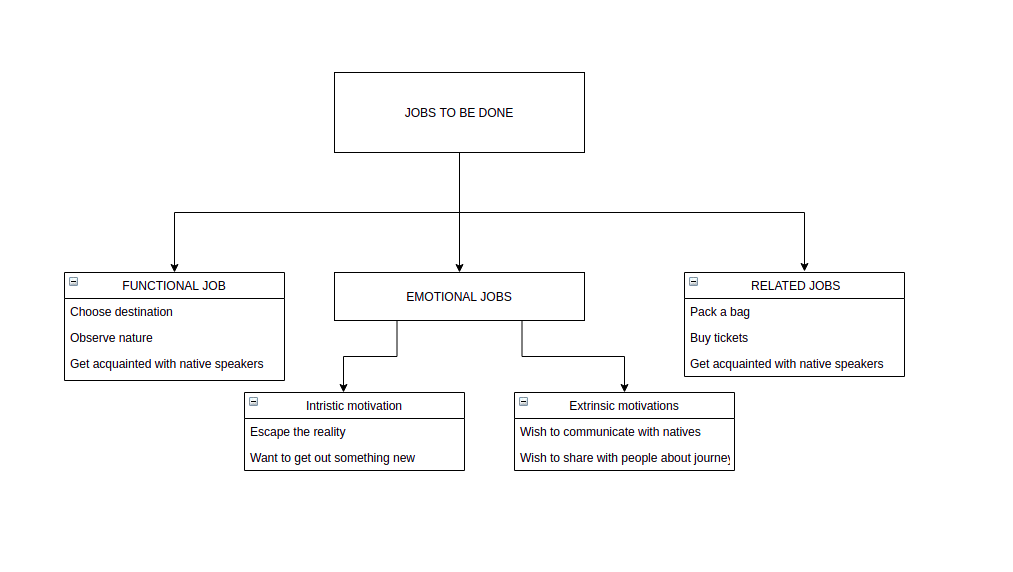 JOBS TO BE DONE
FUNCTIONAL JOB
Choose destination
Observe nature
Get acquainted with native speakers
EMOTIONAL JOBS
RELATED JOBS
Pack a bag
Buy tickets
Get acquainted with native speakers
Intristic motivation
Escape the reality
Want to get out something new
Extrinsic motivations
Wish to communicate with natives
Wish to share with people about journey